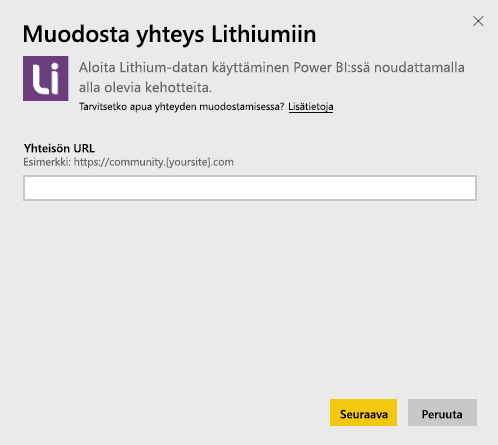 Muodosta yhteys Lithiumiin
Li
Aloita Lithium-datan käyttäminen Power BI:ssä noudattamalla
alla olevia kehotteita.
Tarvitsetko apua yhteyden muodostamisessa? Lisätietoja
Yhteisön URL
Esimerkki: https://community.[yoursite].com
Seuraava
Peruuta